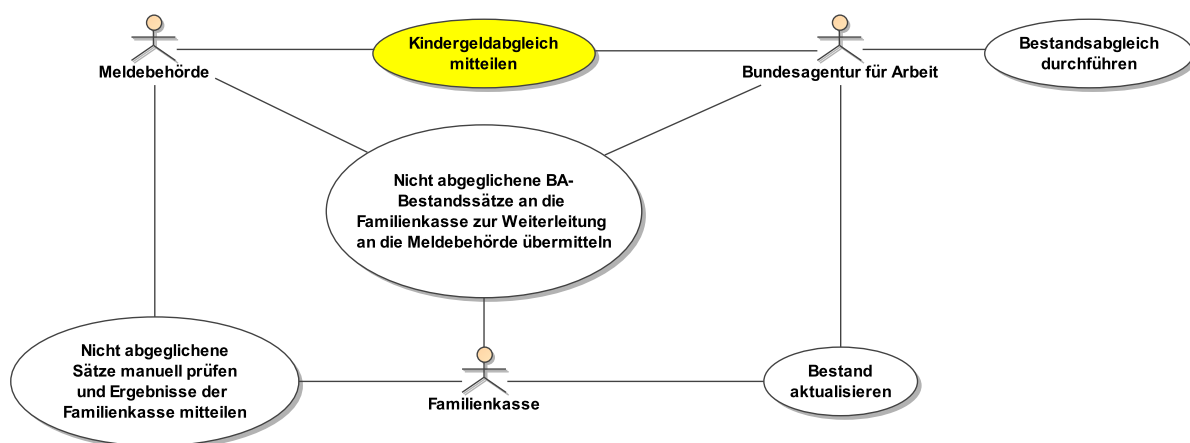 Kindergeldabgleich
mitteilen
Bestandsabgleich
durchführen
Meldebehörde
Bundesagentur für Arbeit
Nicht abgeglichene BA-
Bestandssätze an die
Familienkasse zur Weiterleitung
an die Meldebehörde übermitteln
Nicht abgeglichene
Sätze manuell prüfen
und Ergebnisse der
Familienkasse mitteilen
Familienkasse
Bestand
aktualisieren